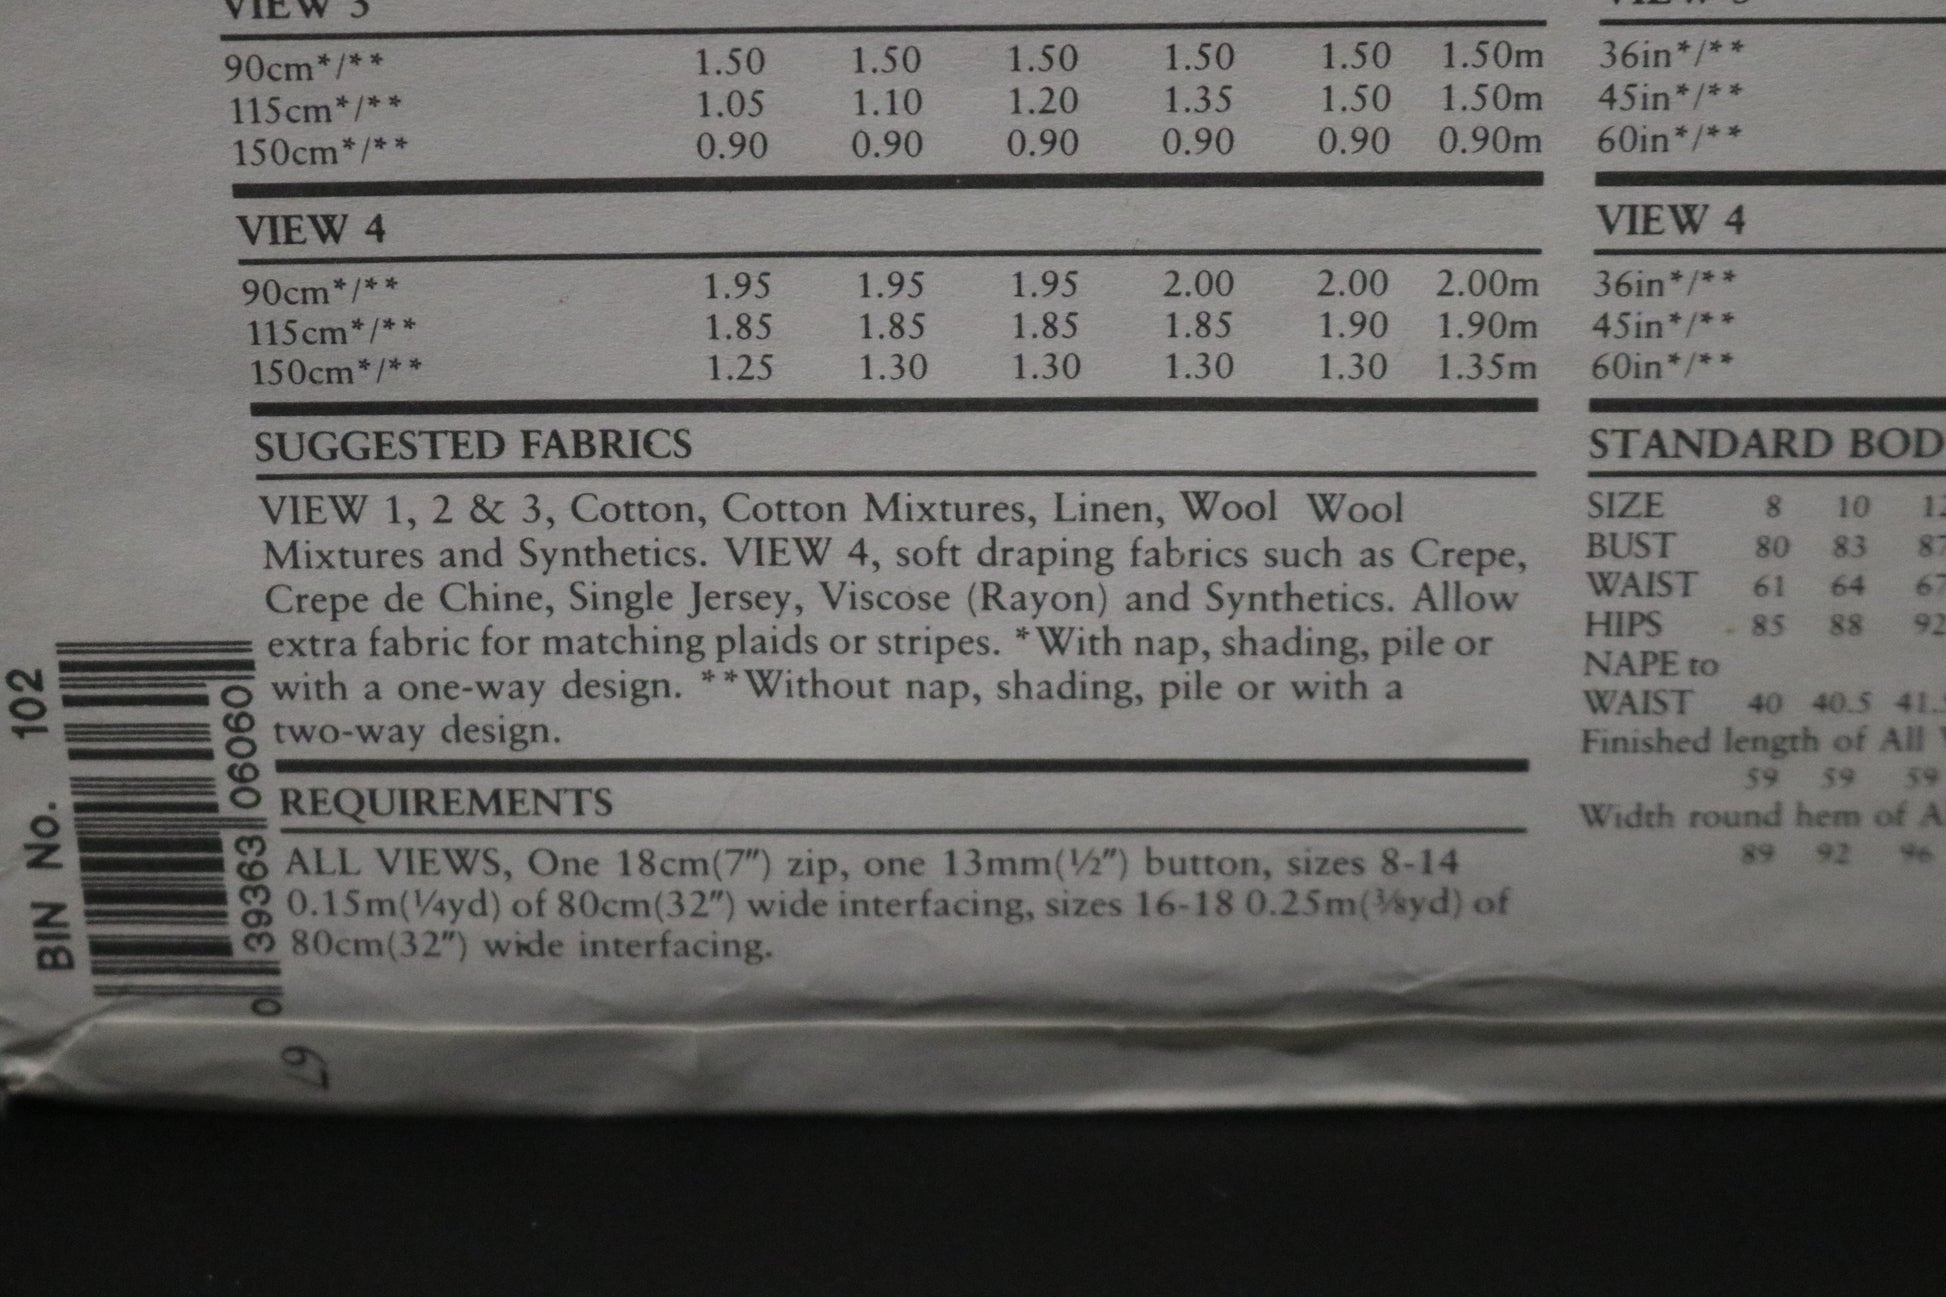 VIEW 3
90cm*/** 1.50 1.50 1.50 1.50 1.50 1.50m
115cm*/** 1.05 1.10 1.20 1.35 1.50 1.50m
150cm*/** 0.90 0.90 0.90 0.90 0.90 0.90m
VIEW 4
90cm*/** 1.95 1.95 1.95 2.00 2.00 2.00m
115cm*/** 1.85 1.85 1.85 1.85 1.90 1.90m
150cm*/** 1.25 1.30 1.30 1.30 1.30 1.35m
SUGGESTED FABRICS
VIEW 1, 2 & 3, Cotton, Cotton Mixtures, Linen, Wool Wool
Mixtures and Synthetics. VIEW 4, soft draping fabrics such as Crepe,
Crepe de Chine, Single Jersey, Viscose (Rayon) and Synthetics. Allow
extra fabric for matching plaids or stripes. *With nap, shading, pile or
with a one-way design. **Without nap, shading, pile or with a
two-way design.
REQUIREMENTS
ALL VIEWS, One 18cm(7") zip, one 13mm(½") button, sizes 8-14
0.15m(¼yd) of 80cm(32") wide interfacing, sizes 16-18 0.25m(⅜yd) of
80cm(32") wide interfacing.
BIN No. 102
0 39363 06060
67
36in*/**
45in*/**
60in*/**
VIEW 4
36in*/**
45in*/**
60in*/**
STANDARD BOD
SIZE 8 10
BUST 80 83 87
WAIST 61 64 67
HIPS 85 88 92
NAPE to
WAIST 40 40.5 41.5
Finished length of All
59 59 59
Width round hem of A
89 92 96